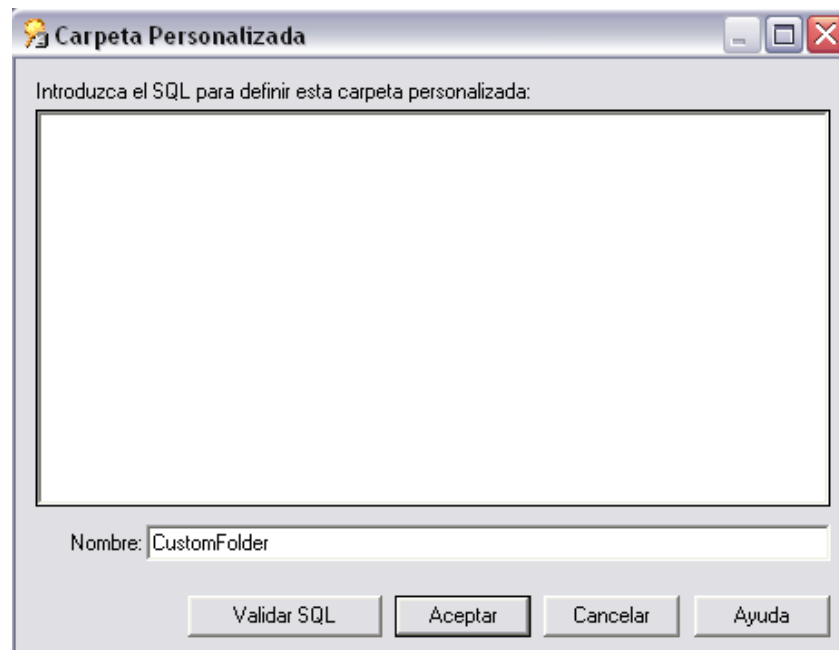 Carpeta Personalizada
Introduzca el SQL para definir esta carpeta personalizada:
Nombre: CustomFolder
Validar SQL Aceptar Cancelar Ayuda